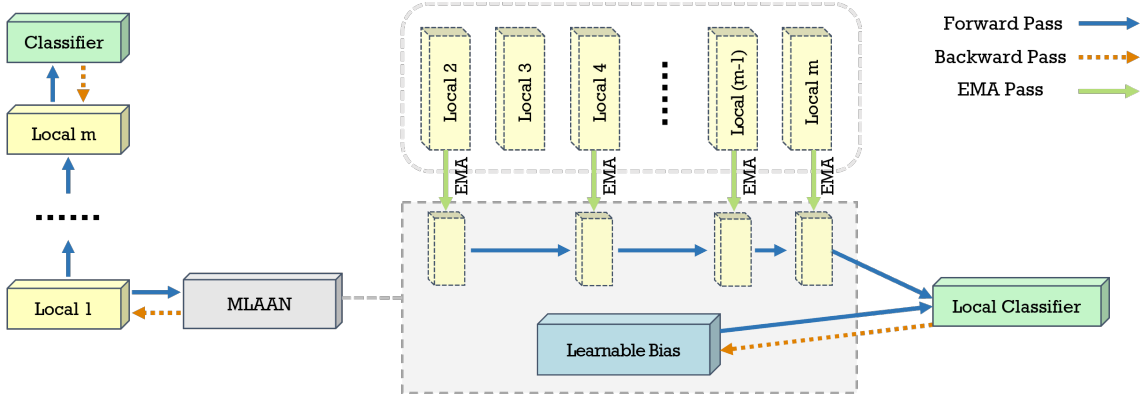 Classifier
Local m
Local 1
MLAAN
Local 2
Local 3
Local 4
Local (m-1)
Local m
EMA
EMA
EMA
EMA
Learnable Bias
Local Classifier
Forward Pass
Backward Pass
EMA Pass